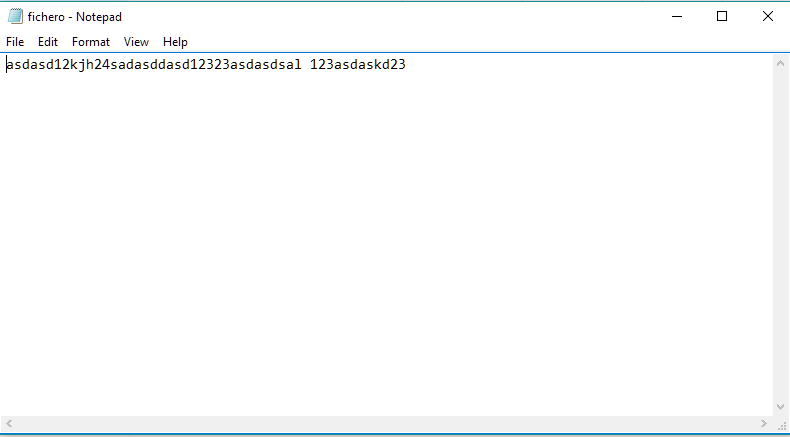 fichero - Notepad
File Edit Format View Help
asdasd12kjh24sadasddasd12323asdasdsal 123asdaskd23